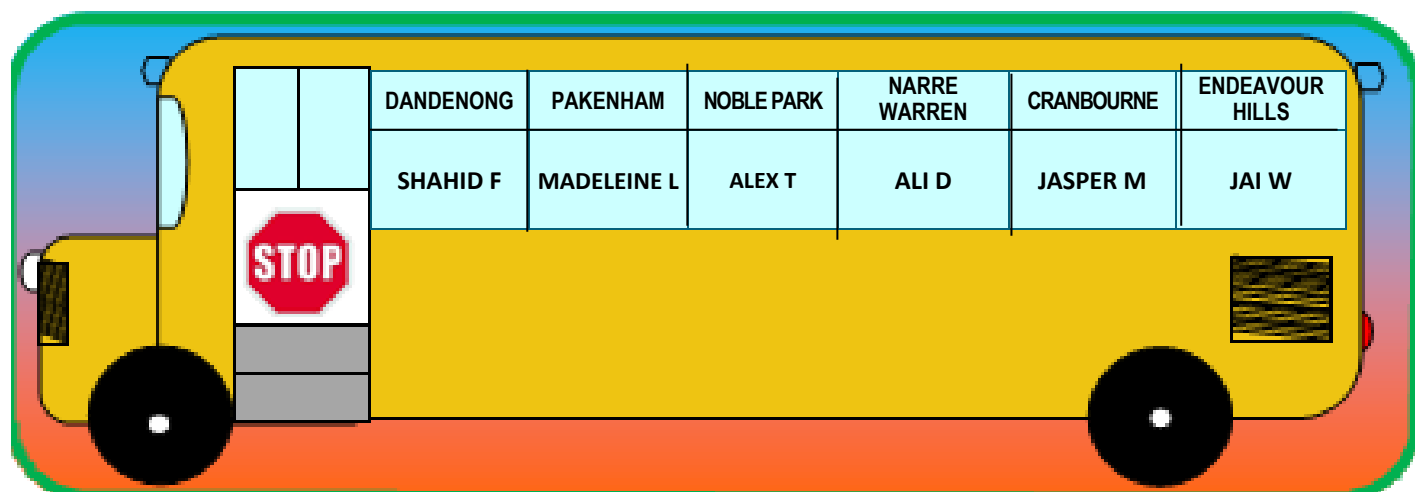 DANDENONG
PAKENHAM
NOBLE PARK
NARRE
WARREN
CRANBOURNE
ENDEAVOUR
HILLS
SHAHID F
MADELEINE L
ALEX T
ALI D
JASPER M
JAI W
STOP